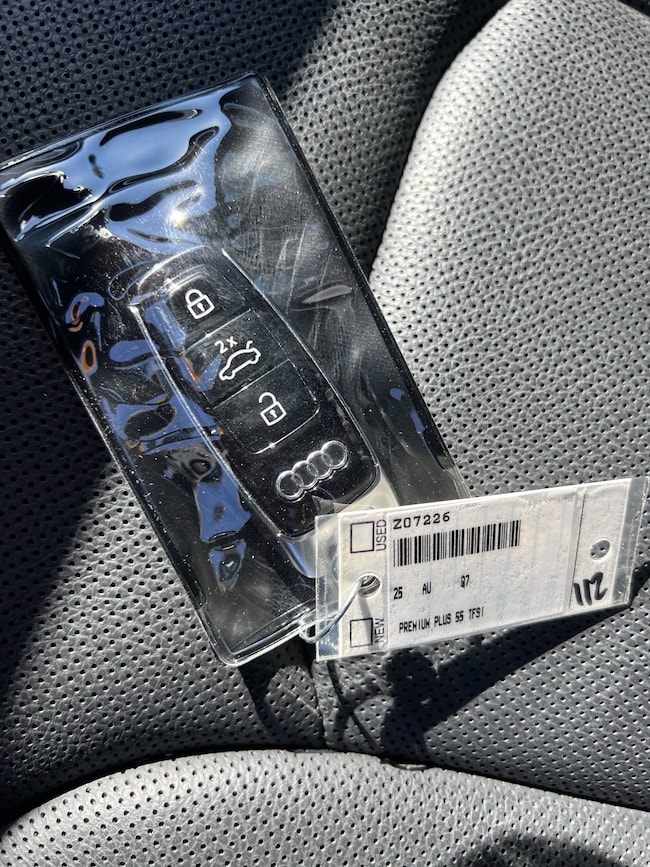 2x
USED
Z07226
25 AU Q7
NEW
PREMIUM PLUS 55 TFSI
112